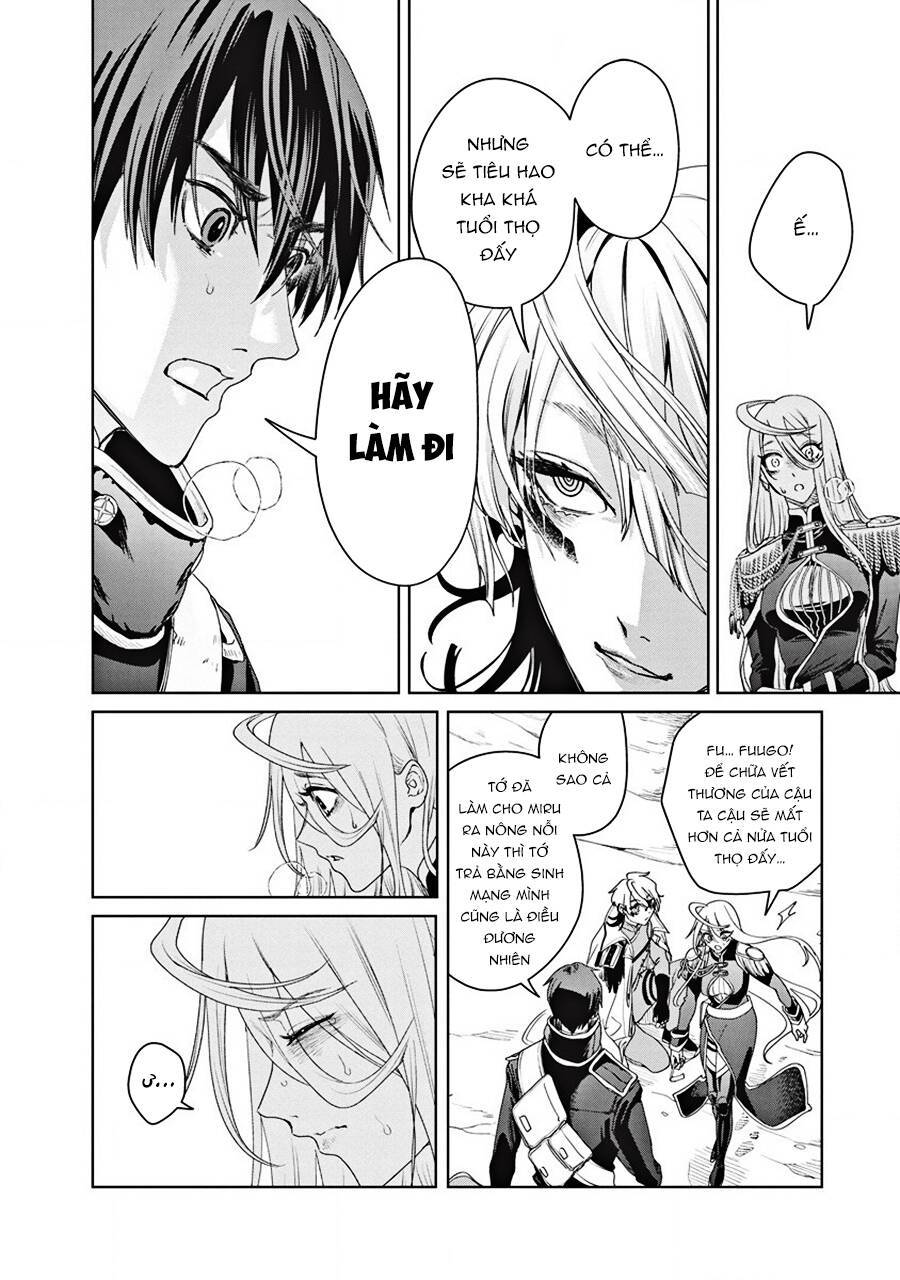 Ế...
CÓ THỂ...
NHƯNG
SẼ TIÊU HAO
KHA KHÁ
TUỔI THỌ
ĐẤY
HÃY
LÀM ĐI
FU... FUUGO!
ĐỂ CHỮA VẾT
THƯƠNG CỦA CẬU
TA CẬU SẼ MẤT
HƠN CẢ NỬA TUỔI
THỌ ĐẤY...
KHÔNG
SAO CẢ
TỚ ĐÃ
LÀM CHO MIRU
RA NÔNG NỖI
NÀY THÌ TỚ
TRẢ BẰNG SINH
MẠNG MÌNH
CŨNG LÀ ĐIỀU
ĐƯƠNG
NHIÊN
Ư...